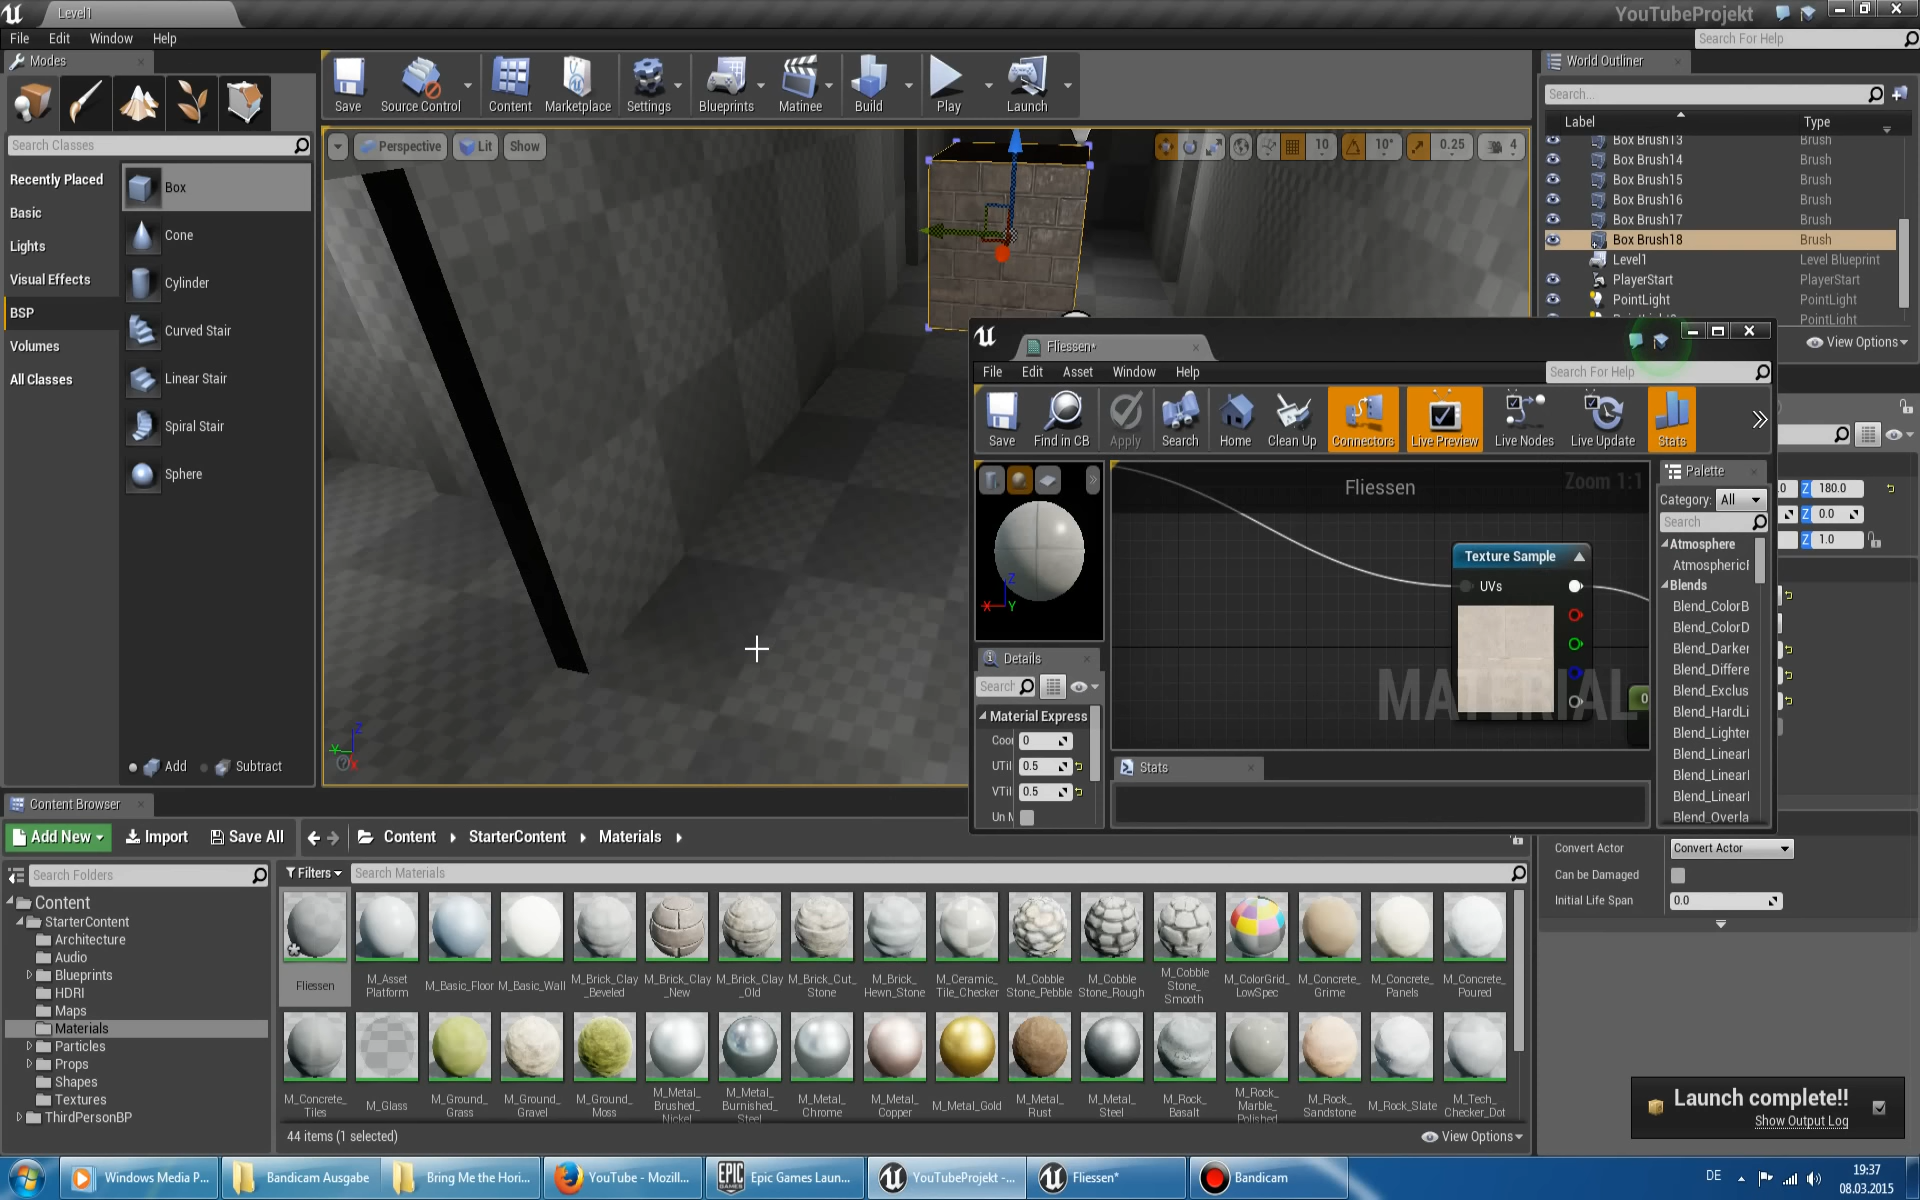 Level1
YouTubeProjekt
File Edit Window Help
Search For Help
Modes
Search Classes
Recently Placed
Basic
Lights
Visual Effects
BSP
Volumes
All Classes
Box
Cone
Cylinder
Curved Stair
Linear Stair
Spiral Stair
Sphere
Add Subtract
Save Source Control Content Marketplace Settings Blueprints Matinee Build Play Launch
Perspective Lit Show
10 10° 0.25 4
World Outliner
Search...
Label Type
Box Brush13 Brush
Box Brush14 Brush
Box Brush15 Brush
Box Brush16 Brush
Box Brush17 Brush
Box Brush18 Brush
Level1 Level Blueprint
PlayerStart PlayerStart
PointLight PointLight
PointLight
View Options
Z 180.0
Z 0.0
Z 1.0
Convert Actor Convert Actor
Can be Damaged
Initial Life Span 0.0
Fliessen*
File Edit Asset Window Help
Search For Help
Save Find in CB Apply Search Home Clean Up Connectors Live Preview Live Nodes Live Update Stats
Fliessen
Zoom 1:1
Texture Sample
UVs
MATERIAL
0
Z
X
Y
Details
Search
Material Express
Coor 0
UTil 0.5
VTil 0.5
Un M
Stats
Palette
Category: All
Search
Atmosphere
Blends
Blend_ColorB
Blend_ColorD
Blend_Darker
Blend_Differe
Blend_Exclus
Blend_HardLi
Blend_Lighter
Blend_Overla
Content Browser
Add New Import Save All
Content StarterContent Materials
Search Folders
Filters Search Materials
Content
StarterContent
Architecture
Audio
Blueprints
HDRI
Maps
Materials
Particles
Props
Shapes
Textures
ThirdPersonBP
Fliessen
M_Asset Platform
M_Basic_Floor
M_Basic_Wall
M_Brick_Clay _Beveled
M_Brick_Clay _New
M_Brick_Clay _Old
M_Brick_Cut_ Stone
M_Brick_ Hewn_Stone
M_Ceramic_ Tile_Checker
M_Cobble Stone_Pebble
M_Cobble Stone_Rough
M_Cobble Stone_ Smooth
M_ColorGrid_ LowSpec
M_Concrete_ Grime
M_Concrete_ Panels
M_Concrete_ Poured
M_Concrete_ Tiles
M_Glass
M_Ground_ Grass
M_Ground_ Gravel
M_Ground_ Moss
M_Metal_ Brushed_ Nickel
M_Metal_ Burnished_ Steel
M_Metal_ Chrome
M_Metal_ Copper
M_Metal_Gold
M_Metal_ Rust
M_Metal_ Steel
M_Rock_ Basalt
M_Rock_ Marble_ Polished
M_Rock_ Sandstone
M_Rock_Slate
M_Tech_ Checker_Dot
44 items (1 selected)
View Options
Launch complete!!
Show Output Log
Windows Media P...
Bandicam Ausgabe
Bring Me the Hori...
YouTube - Mozill...
EPIC GAMES
Epic Games Laun...
YouTubeProjekt -...
Fliessen*
Bandicam
DE
19:37
08.03.2015